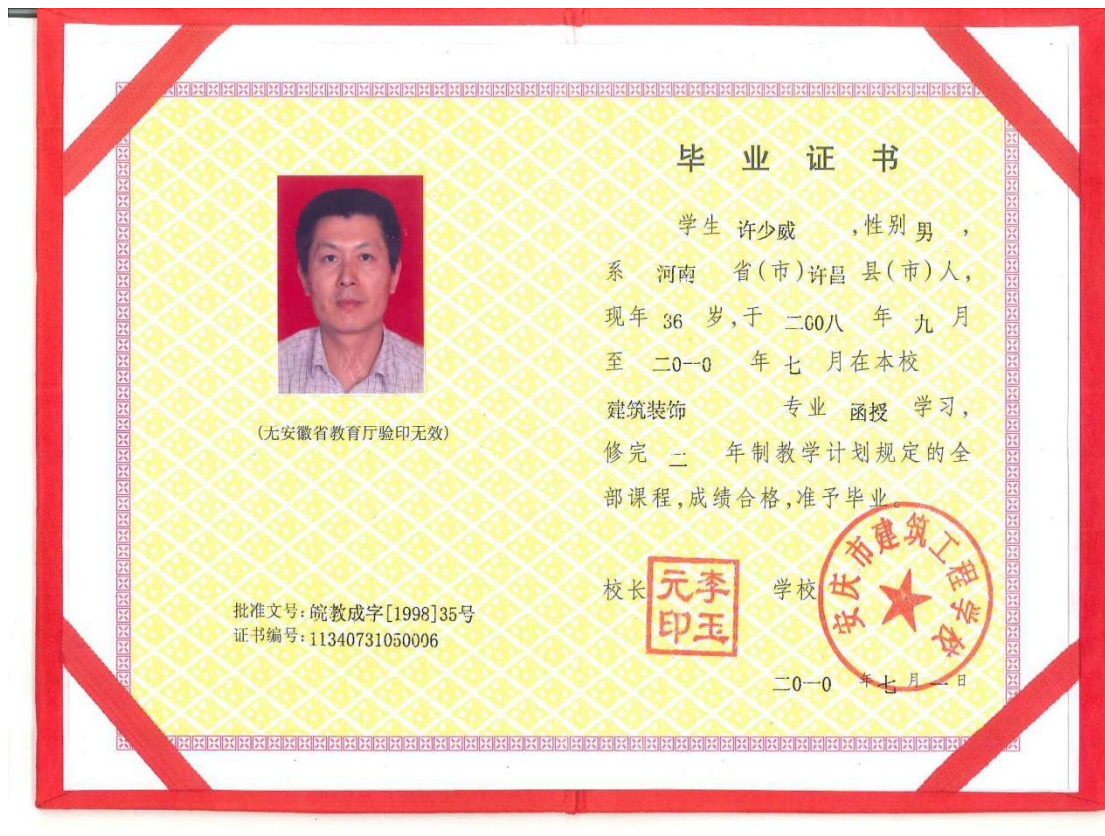 (无安徽省教育厅验印无效)
批准文号:皖教成字[1998]35号
证书编号:11340731050006
毕业证书
学生 许少威 ,性别 男 ,
系 河南 省(市)许昌 县(市)人,
现年 36 岁,于 二00八 年 九 月
至 二0一0 年 七 月在本校
建筑装饰 专业 函授 学习,
修完 二 年制教学计划规定的全
部课程,成绩合格,准予毕业。
校长 李玉元印 学校 安庆市建筑工程学校
二0一0 年 七 月 一 日